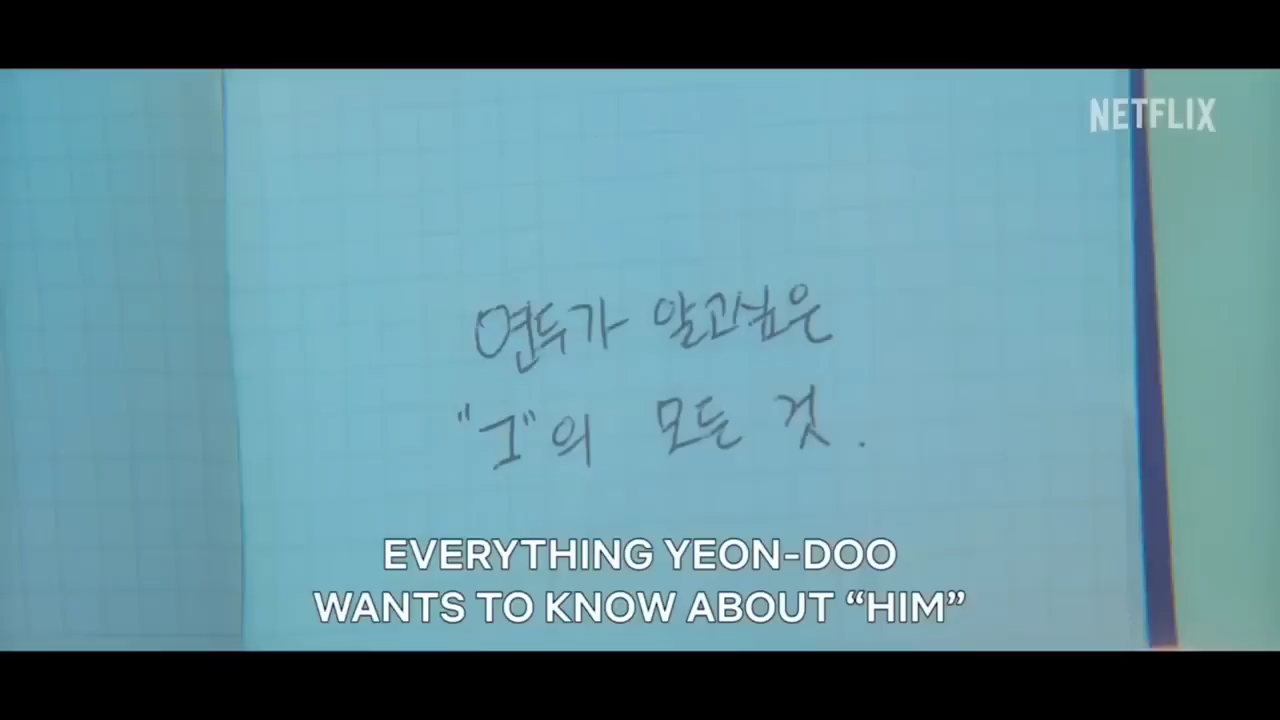 NETFLIX
연두가 알고싶은
"그"의 모든 것.
EVERYTHING YEON-DOO
WANTS TO KNOW ABOUT “HIM”